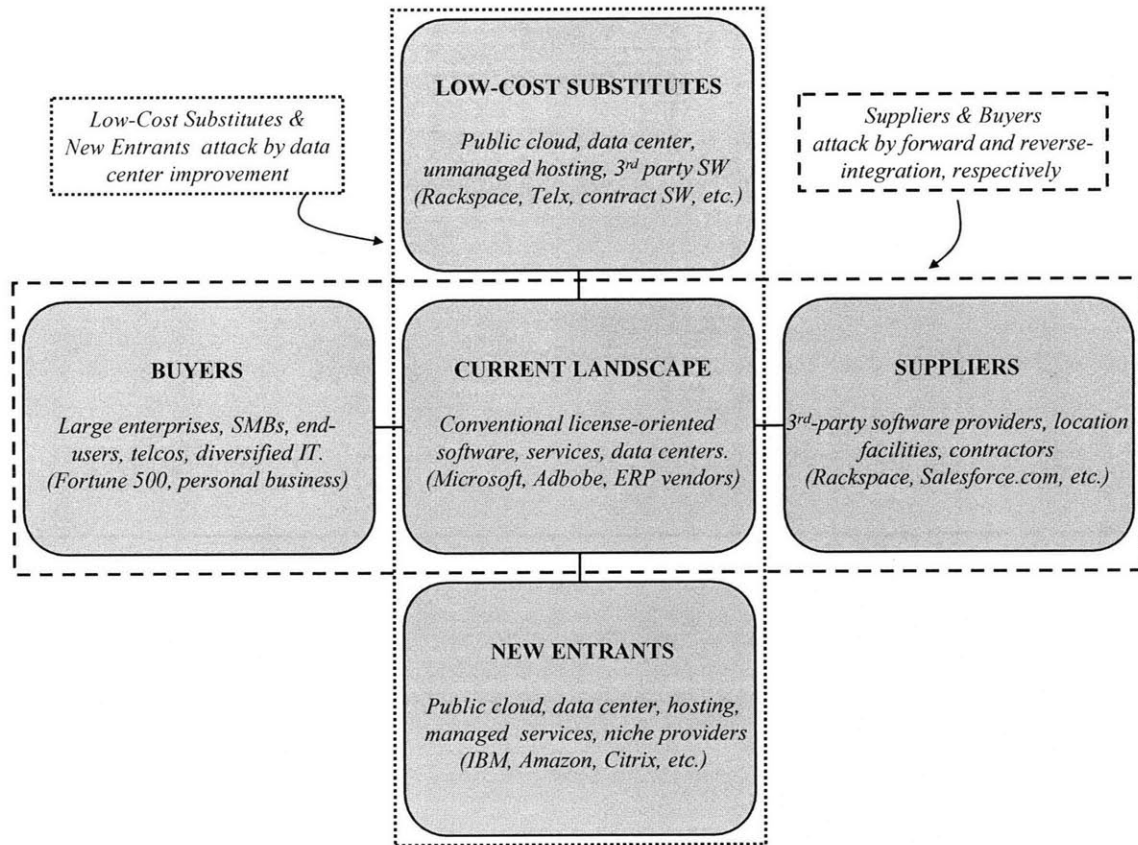 LOW-COST SUBSTITUTES
Public cloud, data center,
unmanaged hosting, 3rd party SW
(Rackspace, Telx, contract SW, etc.)
Low-Cost Substitutes &
New Entrants attack by data
center improvement
Suppliers & Buyers
attack by forward and reverse-
integration, respectively
BUYERS
Large enterprises, SMBs, end-
users, telcos, diversified IT.
(Fortune 500, personal business)
CURRENT LANDSCAPE
Conventional license-oriented
software, services, data centers.
(Microsoft, Adbobe, ERP vendors)
SUPPLIERS
3rd-party software providers, location
facilities, contractors
(Rackspace, Salesforce.com, etc.)
NEW ENTRANTS
Public cloud, data center, hosting,
managed services, niche providers
(IBM, Amazon, Citrix, etc.)